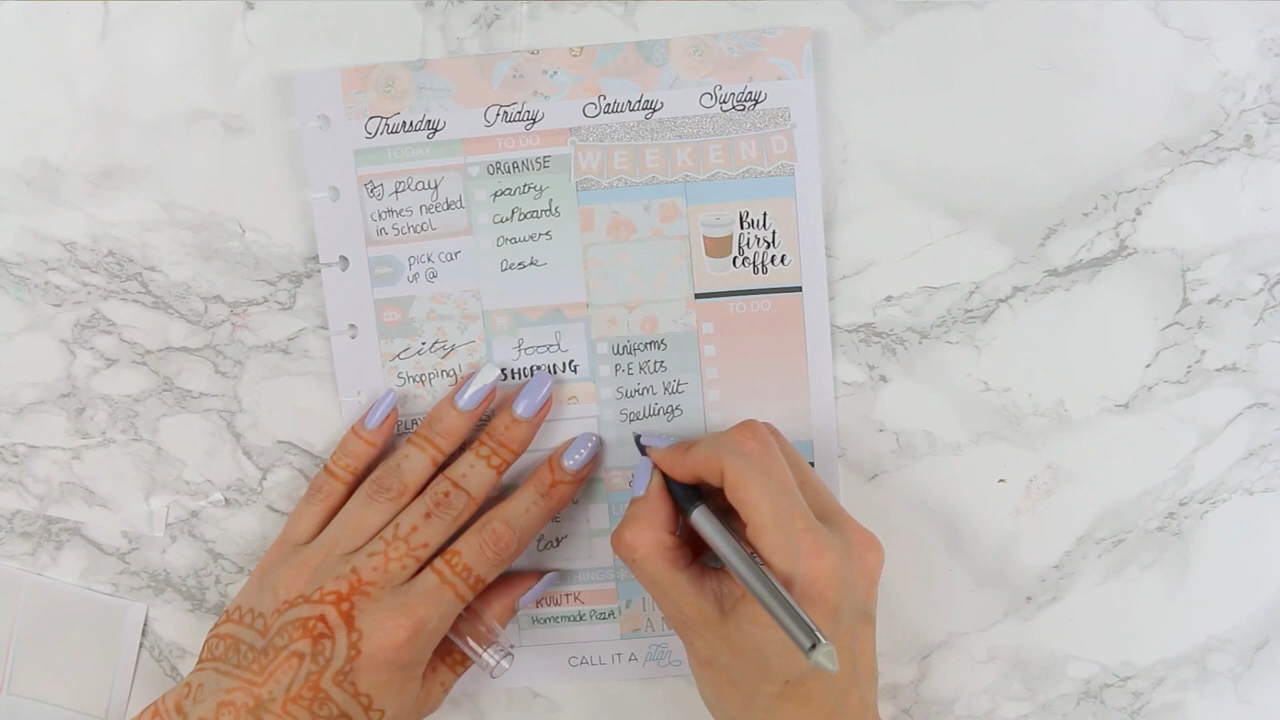 Thursday
Friday
Saturday
Sunday
TODAY
play
clothes needed
in School
PICK CAR
UP @
city
Shopping!
TO DO
ORGANISE
pantry
cupboards
Drawers
Desk
food
SHOPPING
Car
THINGS
KUWTK
Homemade Pizza
WEEKEND
Uniforms
P.E Kits
Swim Kit
Spellings
But
first
coffee
TO DO
CALL IT A plan